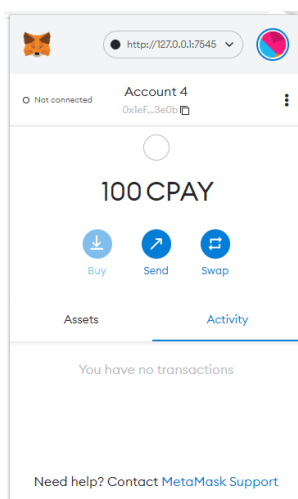 http://127.0.0.1:7545
Not connected
Account 4
0x1eF...3e0b
100 CPAY
Buy
Send
Swap
Assets
Activity
You have no transactions
Need help? Contact MetaMask Support